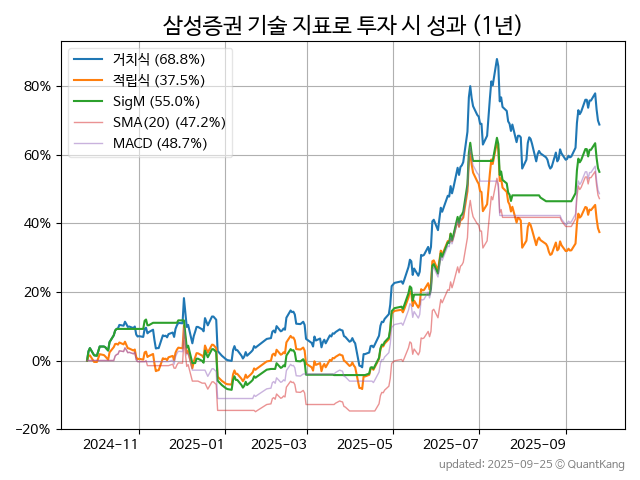 삼성증권 기술 지표로 투자 시 성과 (1년)
거치식 (68.8%)
적립식 (37.5%)
SigM (55.0%)
SMA(20) (47.2%)
MACD (48.7%)
80%
60%
40%
20%
0%
−20%
2024-11 2025-01 2025-03 2025-05 2025-07 2025-09
updated: 2025-09-25 © QuantKang